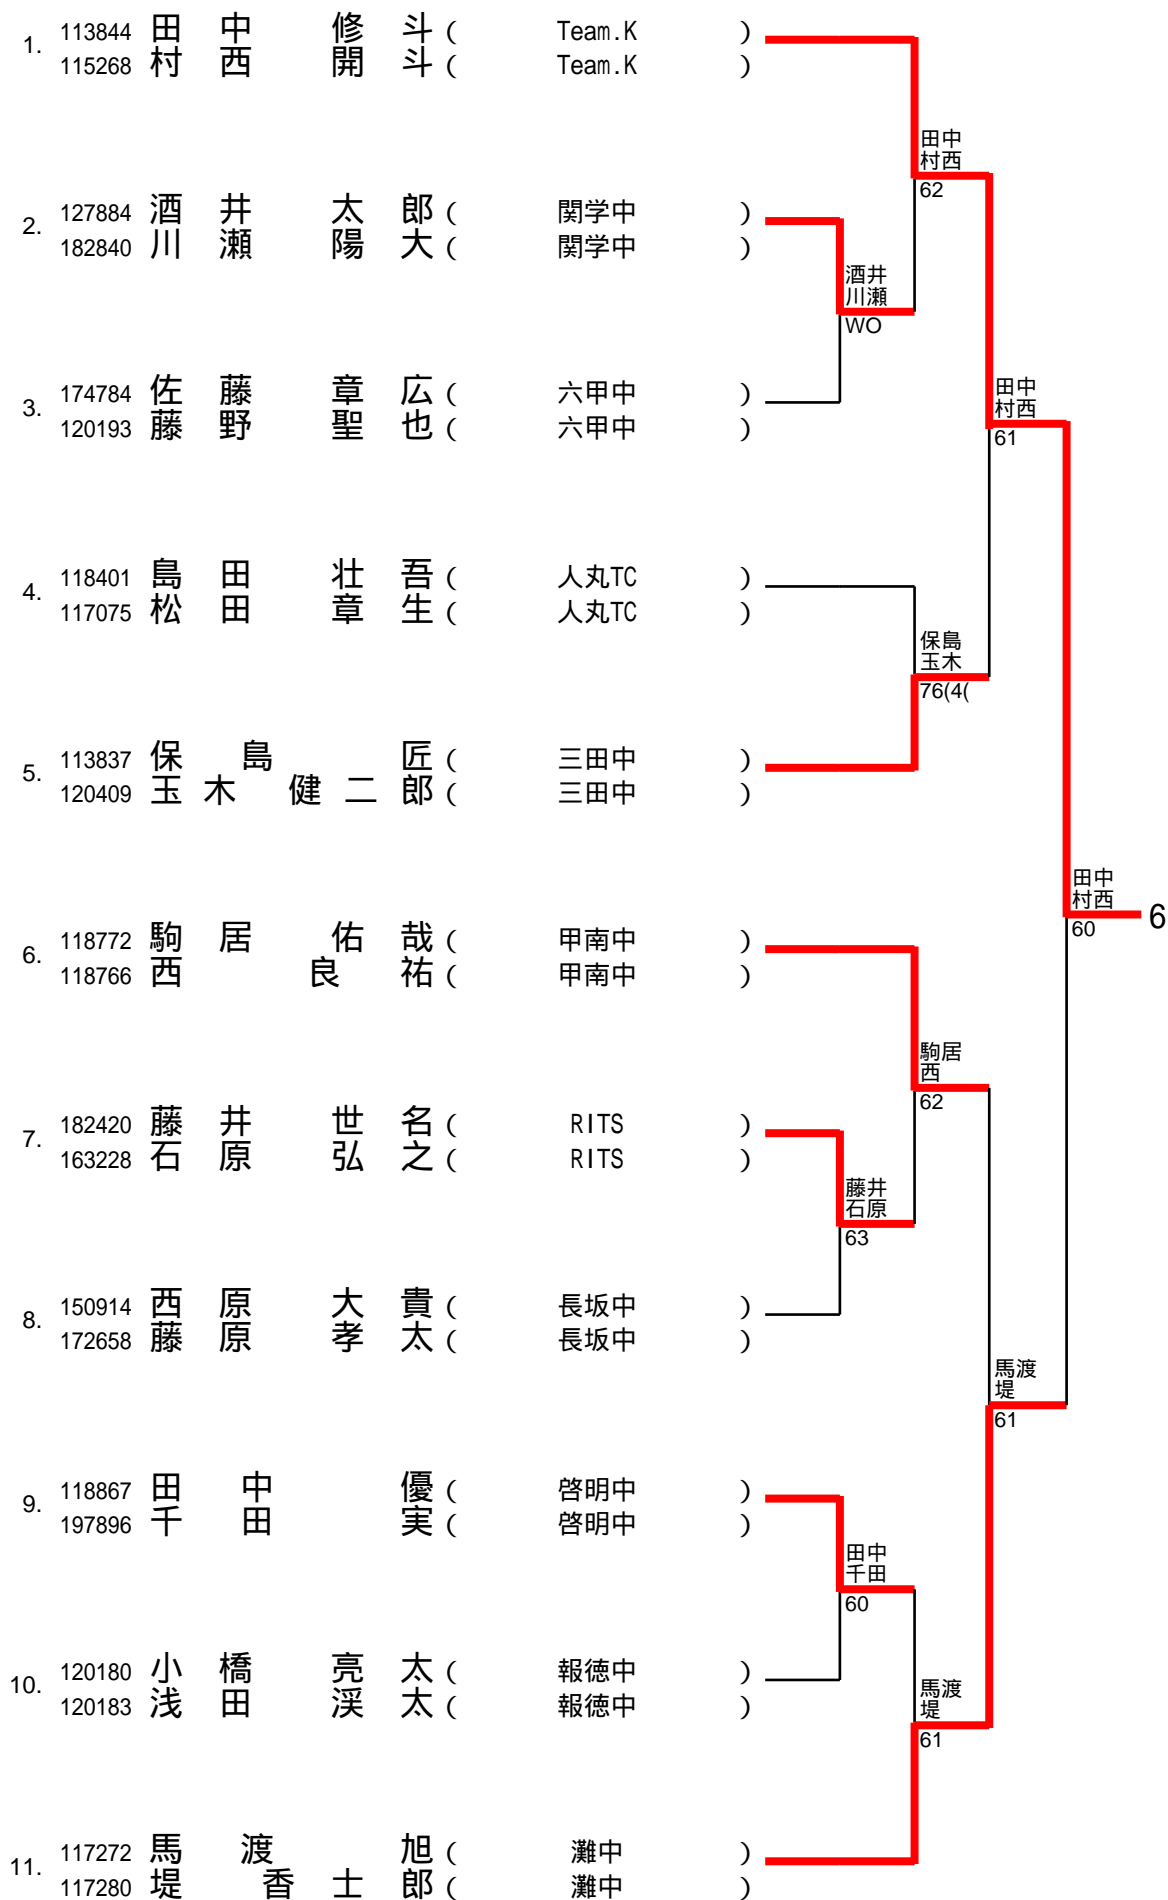 1. 113844 田中 修斗 ( Team.K )
115268 村西 開斗 ( Team.K )
田中
村西
62
2. 127884 酒井 太郎 ( 関学中 )
182840 川瀬 陽大 ( 関学中 )
酒井
川瀬
WO
3. 174784 佐藤 章広 ( 六甲中 )
120193 藤野 聖也 ( 六甲中 )
田中
村西
61
4. 118401 島田 壮吾 ( 人丸TC )
117075 松田 章生 ( 人丸TC )
保島
玉木
76(4(
5. 113837 保島 匠 ( 三田中 )
120409 玉木 健二郎 ( 三田中 )
田中
村西
60
6
6. 118772 駒居 佑哉 ( 甲南中 )
118766 西 良祐 ( 甲南中 )
駒居
西
62
7. 182420 藤井 世名 ( RITS )
163228 石原 弘之 ( RITS )
藤井
石原
63
8. 150914 西原 大貴 ( 長坂中 )
172658 藤原 孝太 ( 長坂中 )
馬渡
堤
61
9. 118867 田中 優 ( 啓明中 )
197896 千田 実 ( 啓明中 )
田中
千田
60
10. 120180 小橋 亮太 ( 報徳中 )
120183 浅田 渓太 ( 報徳中 )
馬渡
堤
61
11. 117272 馬渡 旭 ( 灘中 )
117280 堤 香士郎 ( 灘中 )